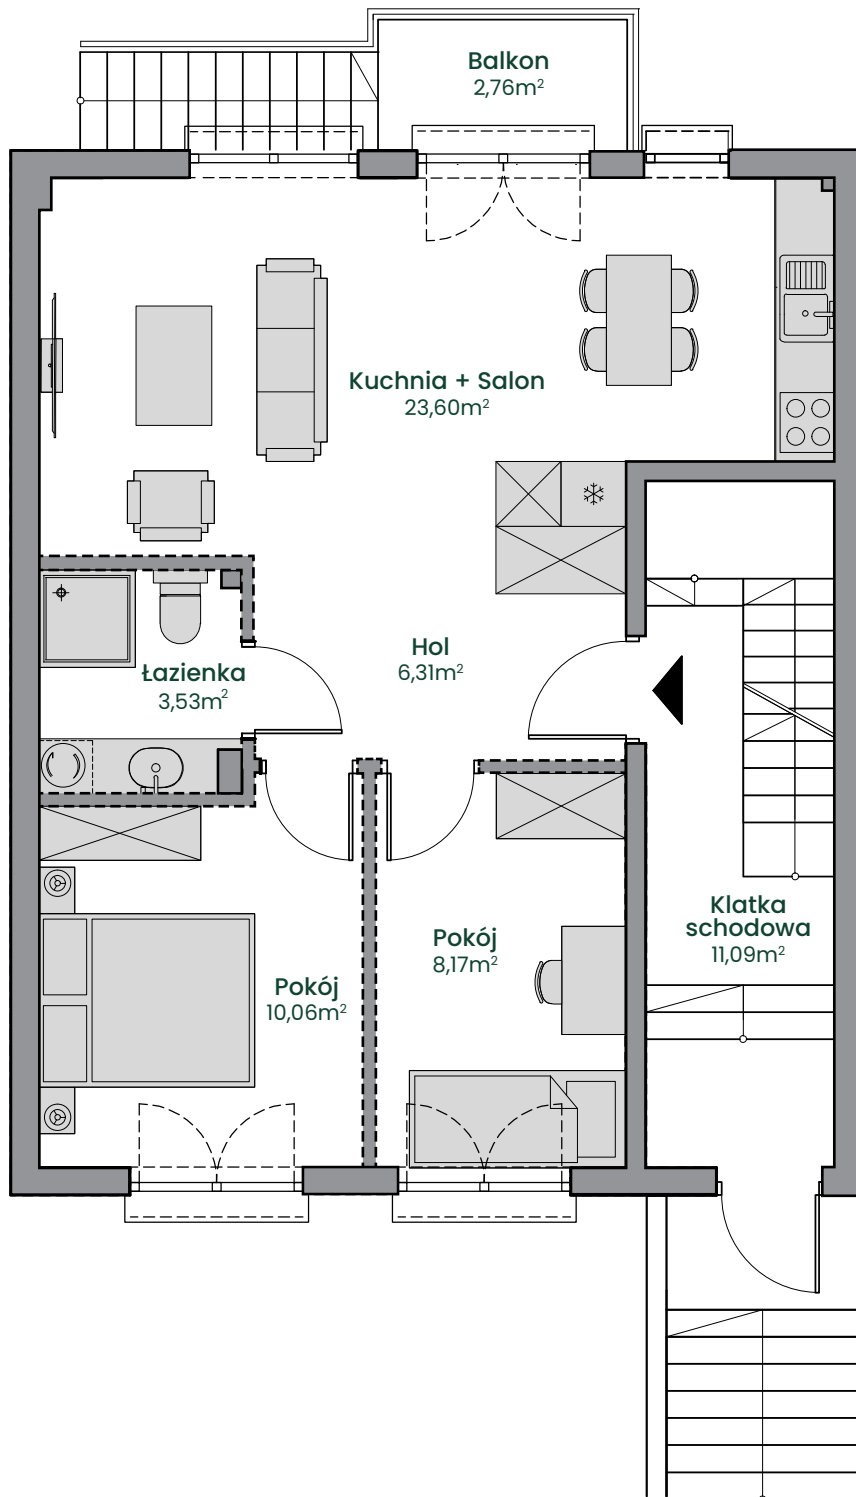 Balkon
2,76m²
Kuchnia + Salon
23,60m²
Hol
6,31m²
Łazienka
3,53m²
Klatka
schodowa
11,09m²
Pokój
8,17m²
Pokój
10,06m²